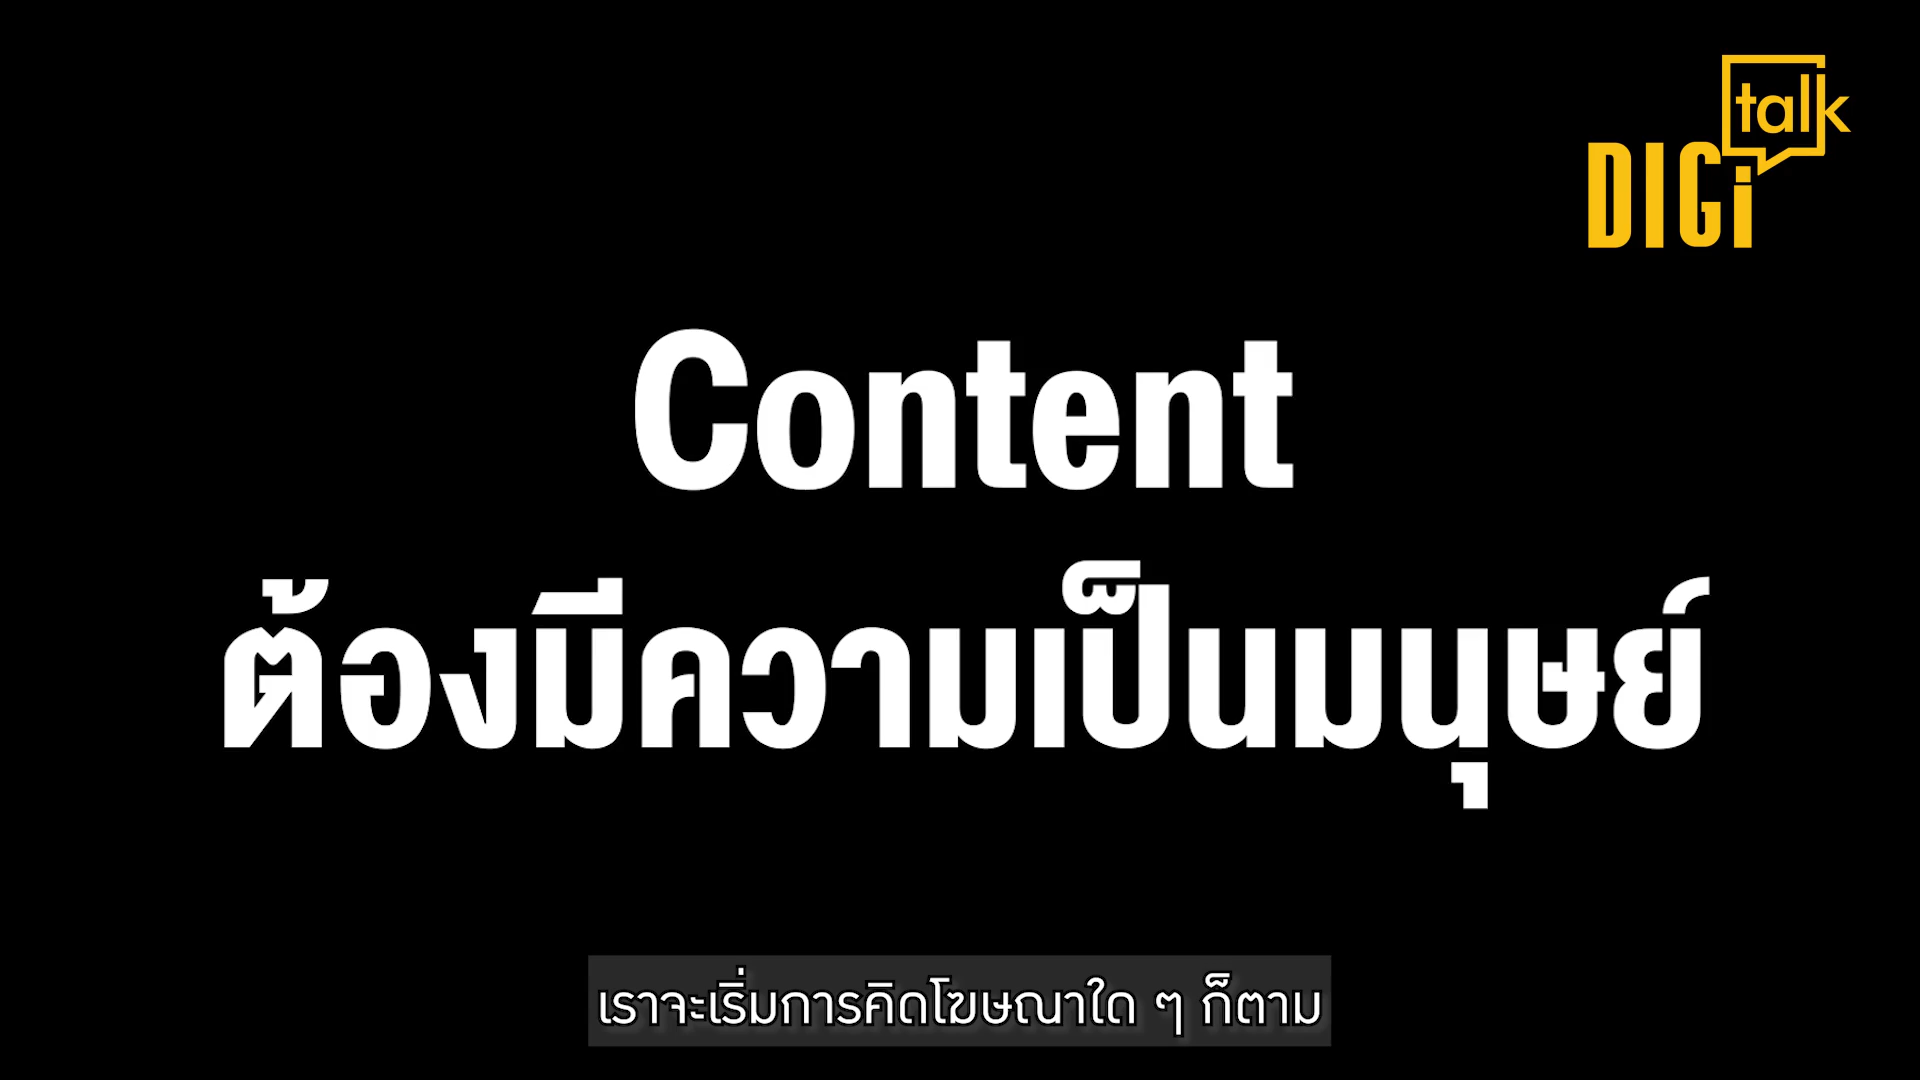 talk
DIGi
Content
ต้องมีความเป็นมนุษย์
เราจะเริ่มการคิดโฆษณาใด ๆ ก็ตาม